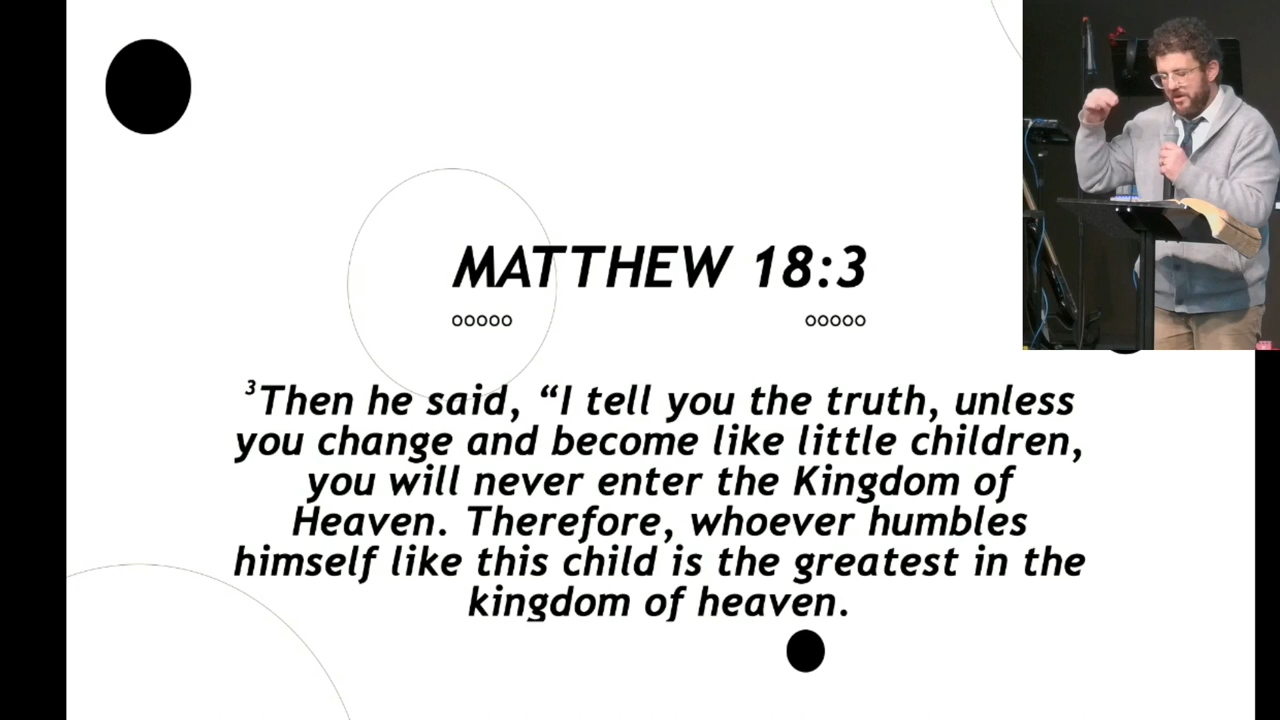 MATTHEW 18:3
ooooo ooooo
³Then he said, “I tell you the truth, unless
you change and become like little children,
you will never enter the Kingdom of
Heaven. Therefore, whoever humbles
himself like this child is the greatest in the
kingdom of heaven.